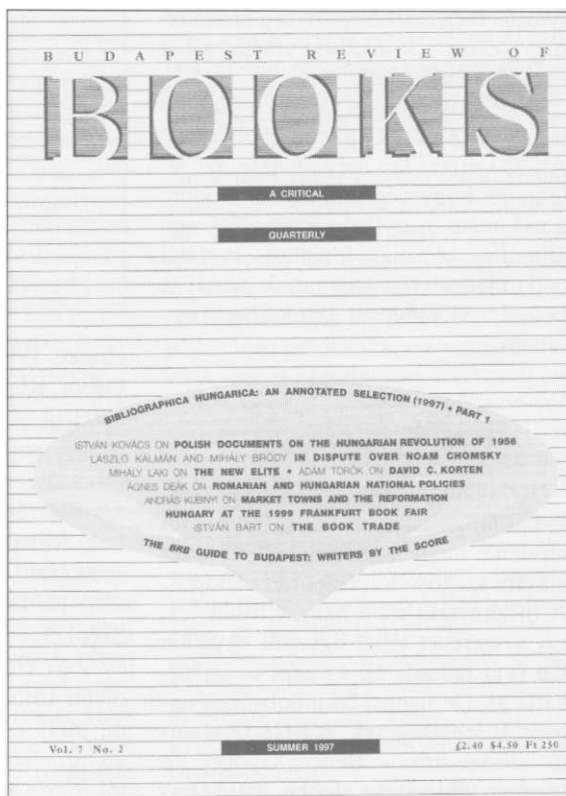 BUDAPEST REVIEW OF
BOOKS
A CRITICAL
QUARTERLY
BIBLIOGRAPHICA HUNGARICA: AN ANNOTATED SELECTION (1997) • PART 1
ISTVÁN KOVÁCS ON POLISH DOCUMENTS ON THE HUNGARIAN REVOLUTION OF 1956
LÁSZLÓ KÁLMÁN AND MIHÁLY BRÓDY IN DISPUTE OVER NOAM CHOMSKY
MIHÁLY LAKI ON THE NEW ELITE • ÁDÁM TÖRÖK ON DAVID C. KORTEN
ÁGNES DEÁK ON ROMANIAN AND HUNGARIAN NATIONAL POLICIES
ANDRÁS KUBINYI ON MARKET TOWNS AND THE REFORMATION
HUNGARY AT THE 1999 FRANKFURT BOOK FAIR
ISTVÁN BART ON THE BOOK TRADE
THE BRB GUIDE TO BUDAPEST: WRITERS BY THE SCORE
Vol. 7 No. 2
SUMMER 1997
£2.40 $4.50 Ft 250